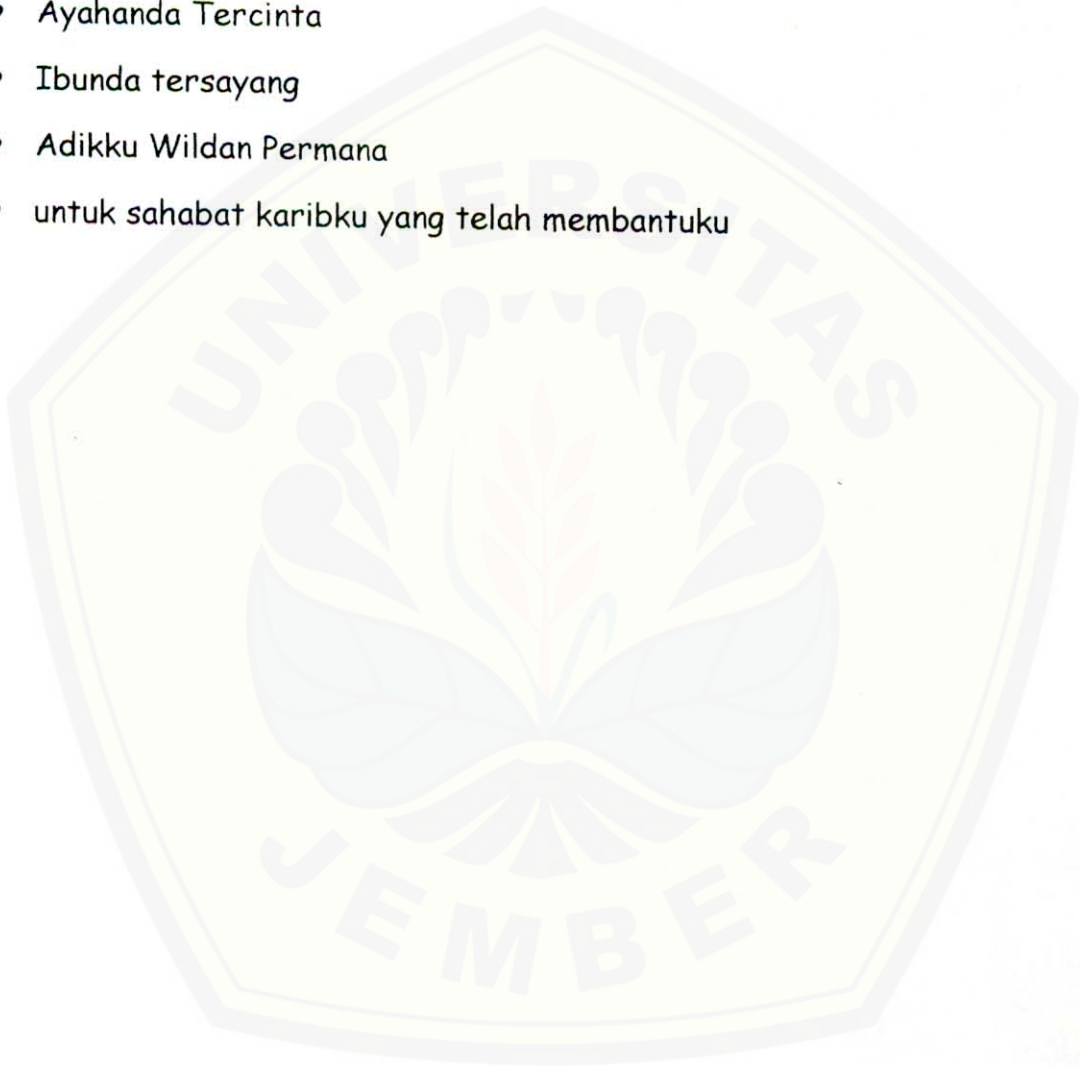 Ayahanda Tercinta
Ibunda tersayang
Adikku Wildan Permana
untuk sahabat karibku yang telah membantuku
UNIVERSITAS
JEMBER